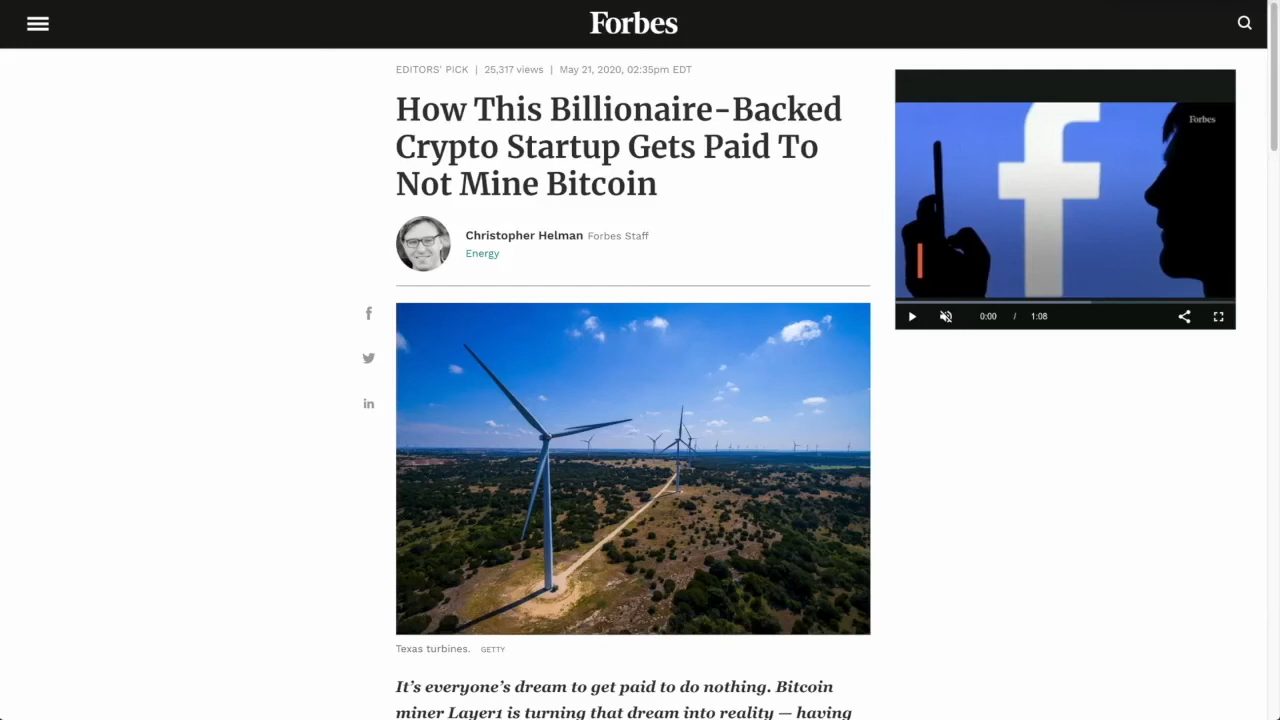 Forbes
EDITORS' PICK | 25,317 views | May 21, 2020, 02:35pm EDT
How This Billionaire-Backed
Crypto Startup Gets Paid To
Not Mine Bitcoin
Christopher Helman Forbes Staff
Energy
Forbes
0:00 / 1:08
Texas turbines. GETTY
It's everyone's dream to get paid to do nothing. Bitcoin
miner Layer1 is turning that dream into reality — having